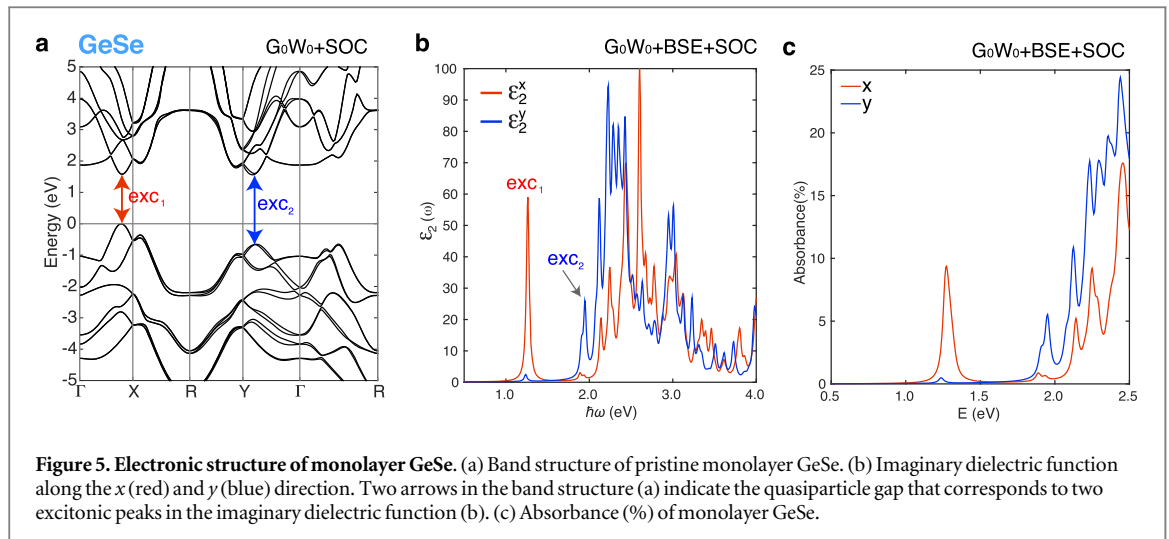 a
GeSe
G₀W₀+SOC
Energy (eV)
5
4
3
2
1
0
-1
-2
-3
-4
-5
exc₁
exc₂
Γ X R Y Γ R
b
G₀W₀+BSE+SOC
ε₂ˣ
ε₂ʸ
exc₁
exc₂
ε₂ (ω)
100
90
80
70
60
50
40
30
20
10
0
1.0 2.0 3.0 4.0
ħω (eV)
c
G₀W₀+BSE+SOC
x
y
Absorbance(%)
25
20
15
10
5
0
0.5 1.0 1.5 2.0 2.5
E (eV)
Figure 5. Electronic structure of monolayer GeSe. (a) Band structure of pristine monolayer GeSe. (b) Imaginary dielectric function
along the x (red) and y (blue) direction. Two arrows in the band structure (a) indicate the quasiparticle gap that corresponds to two
excitonic peaks in the imaginary dielectric function (b). (c) Absorbance (%) of monolayer GeSe.